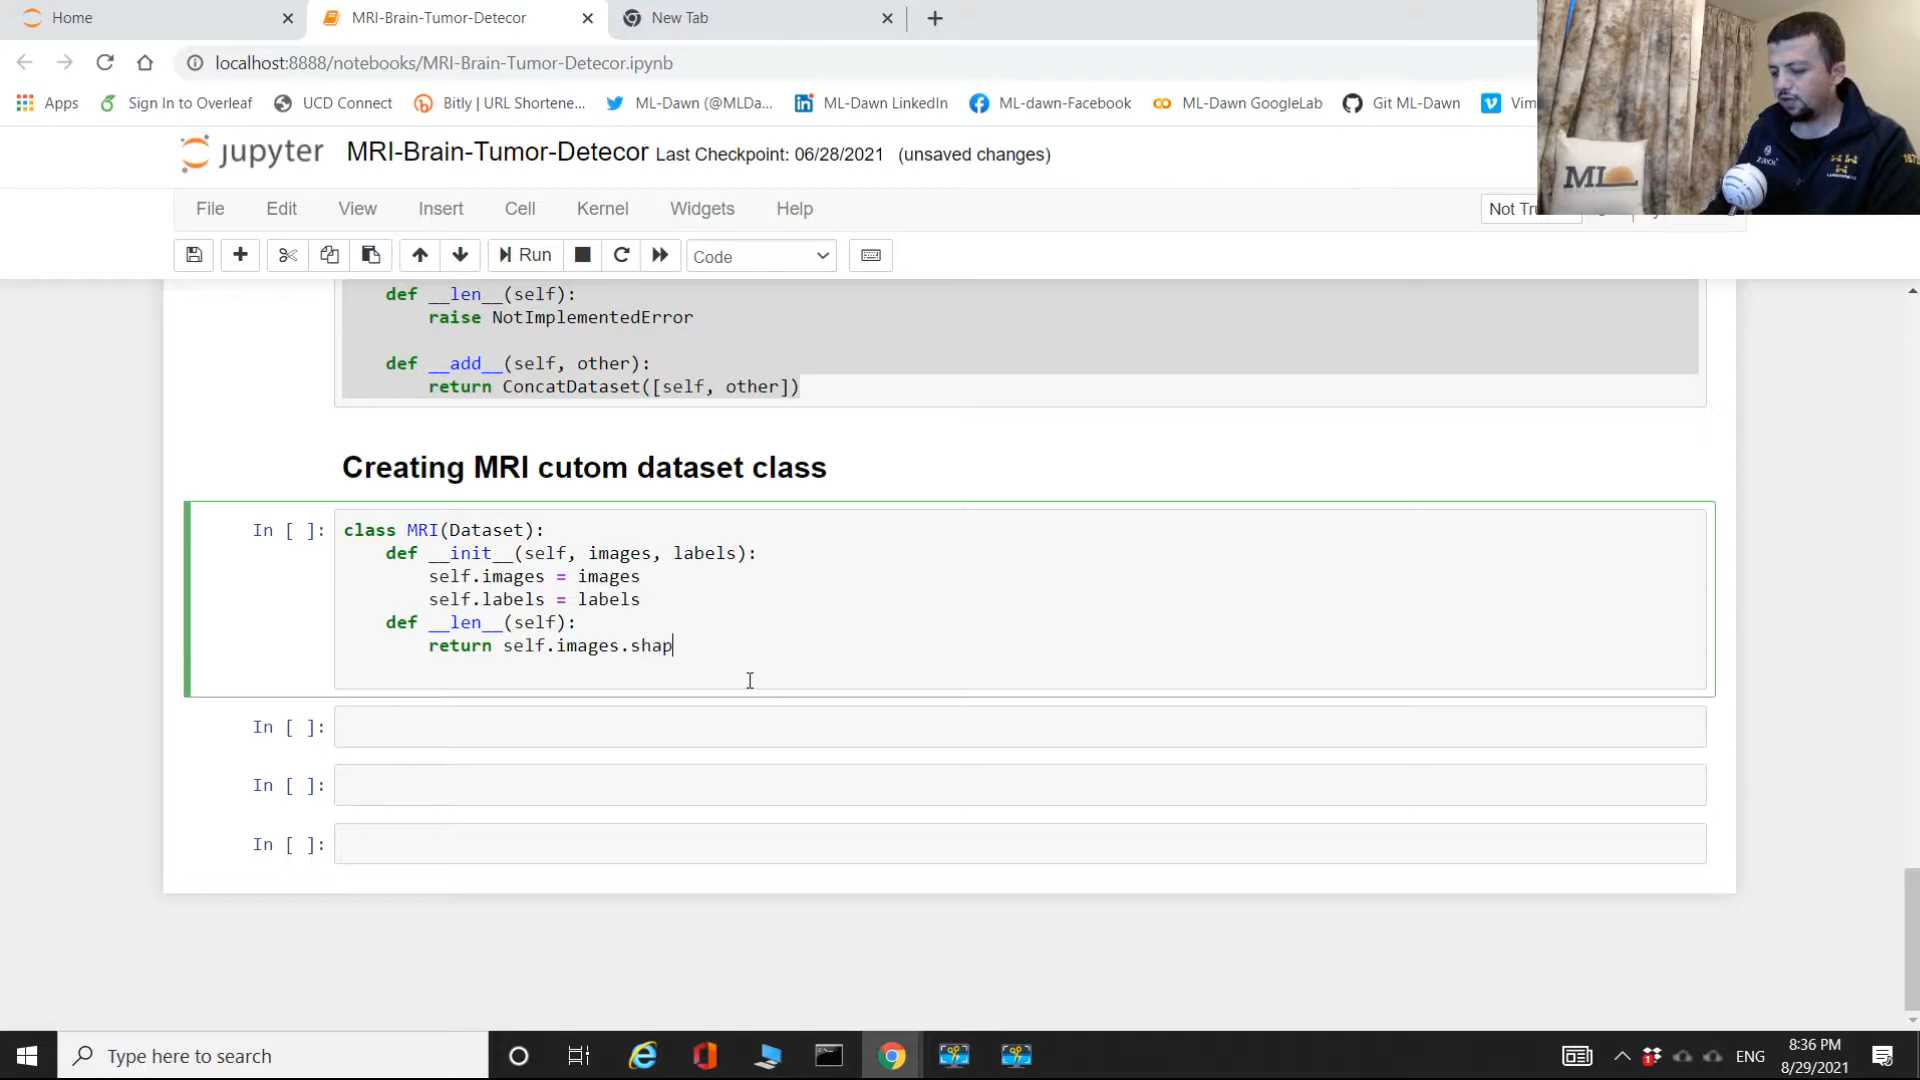 Home
MRI-Brain-Tumor-Detecor
New Tab
localhost:8888/notebooks/MRI-Brain-Tumor-Detecor.ipynb
Apps
Sign In to Overleaf
UCD Connect
Bitly | URL Shortene...
ML-Dawn (@MLDa...
ML-Dawn LinkedIn
ML-dawn-Facebook
ML-Dawn GoogleLab
Git ML-Dawn
Vim
jupyter
MRI-Brain-Tumor-Detecor Last Checkpoint: 06/28/2021 (unsaved changes)
File Edit View Insert Cell Kernel Widgets Help
Not Tru
Run
Code
def __len__(self):
raise NotImplementedError
def __add__(self, other):
return ConcatDataset([self, other])
Creating MRI cutom dataset class
In [ ]:
class MRI(Dataset):
def __init__(self, images, labels):
self.images = images
self.labels = labels
def __len__(self):
return self.images.shap
In [ ]:
In [ ]:
In [ ]:
ML
Type here to search
ENG
8:36 PM
8/29/2021